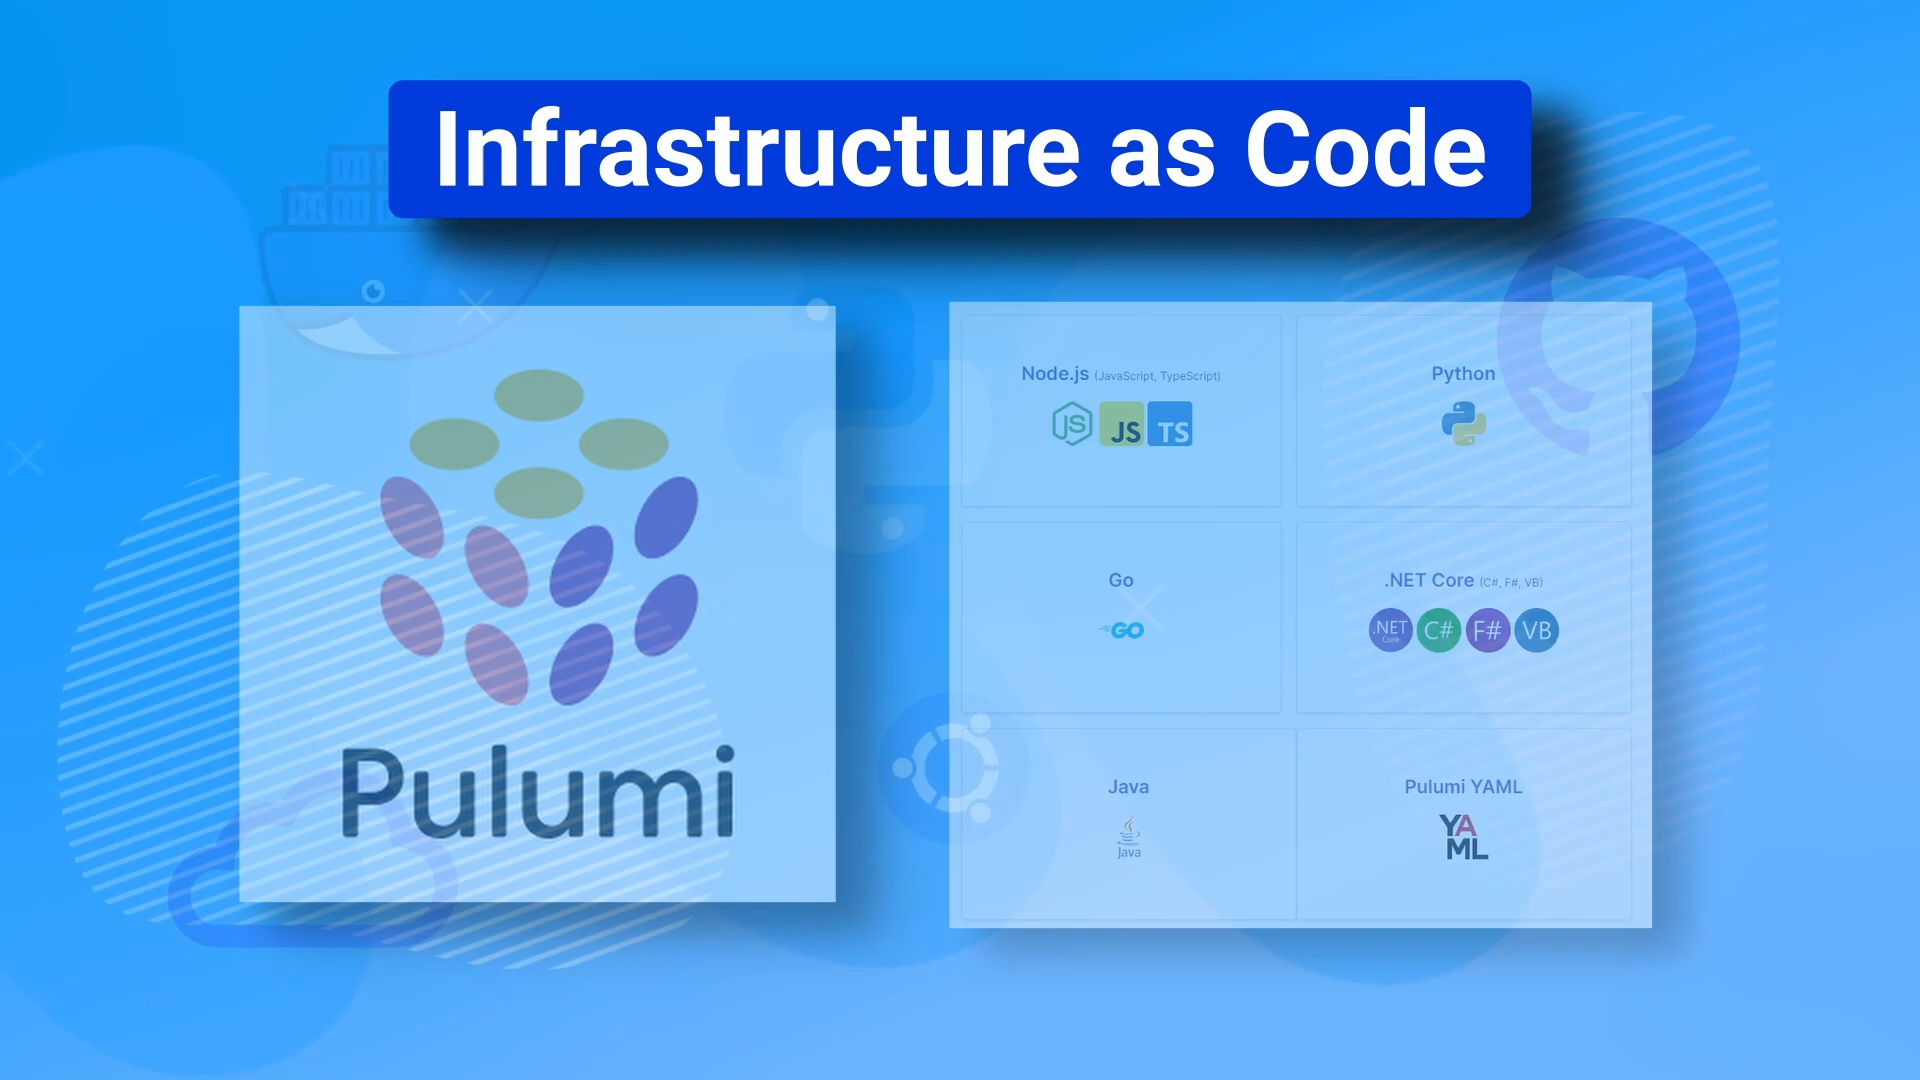 Infrastructure as Code
Pulumi
Node.js (JavaScript, TypeScript)
JS JS TS
Python
Go
GO
.NET Core (C#, F#, VB)
.NET Core C# F# VB
Java
Java
Pulumi YAML
YA
ML